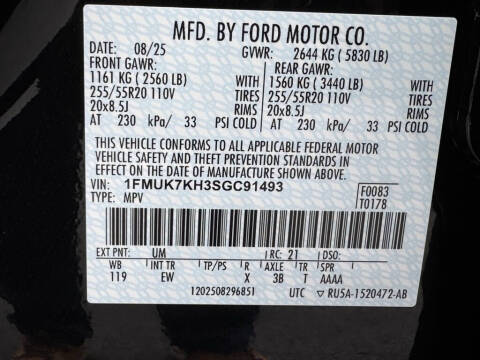 MFD. BY FORD MOTOR CO.
DATE: 08/25 GVWR: 2644 KG ( 5830 LB)
FRONT GAWR: REAR GAWR:
1161 KG ( 2560 LB) 1560 KG ( 3440 LB)
255/55R20 110V TIRES 255/55R20 110V TIRES
20x8.5J RIMS 20x8.5J RIMS
AT 230 kPa/ 33 PSI COLD AT 230 kPa/ 33 PSI COLD
THIS VEHICLE CONFORMS TO ALL APPLICABLE FEDERAL MOTOR
VEHICLE SAFETY AND THEFT PREVENTION STANDARDS
IN EFFECT ON THE DATE OF MANUFACTURE SHOWN ABOVE.
VIN: 1FMUK7KH3SGC91493 F0083
TYPE: MPV T0178
EXT PNT: UM RC: 21 DSO:
WB INT TR TP/PS R AXLE TR SPR
119 EW X 3B T AAAA
1202508296851 UTC ▽ RU5A-1520472-AB